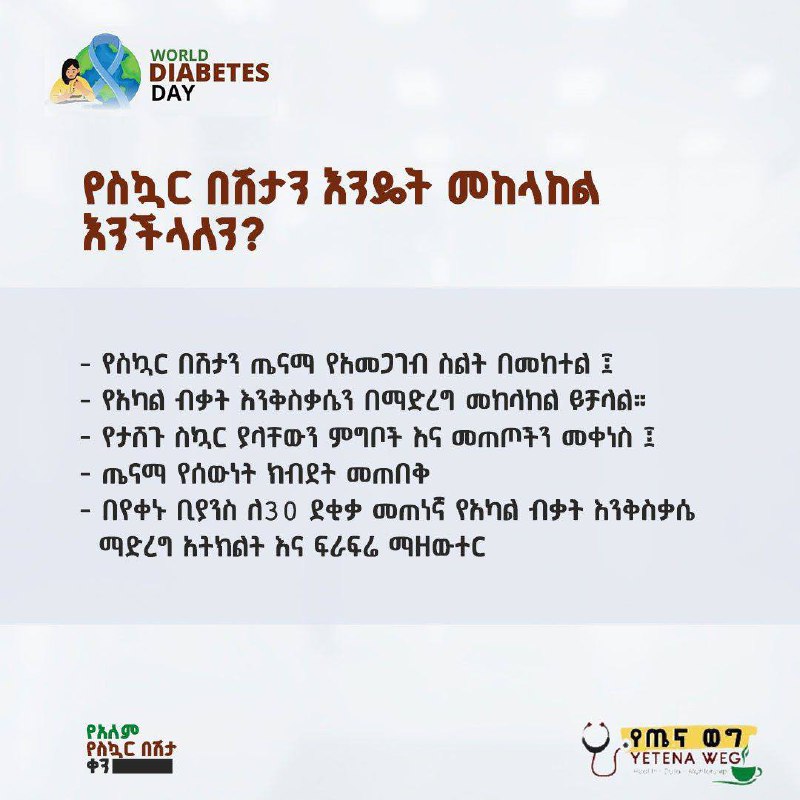 WORLD
DIABETES
DAY
የስኳር በሽታን እንዴት መከላከል
እንችላለን?
- የስኳር በሽታን ጤናማ የአመጋገብ ስልት በመከተል ፤
- የአካል ብቃት እንቅስቃሴን በማድረግ መከላከል ይቻላል።
- የታሸጉ ስኳር ያላቸውን ምግቦች እና መጠጦችን መቀነስ ፤
- ጤናማ የሰውነት ክብደት መጠበቅ
- በየቀኑ ቢያንስ ለ30 ደቂቃ መጠነኛ የአካል ብቃት እንቅስቃሴ
ማድረግ አትክልት እና ፍራፍሬ ማዘውተር
የአለም
የስኳር በሽታ
ቀን
የጤና ወግ
YETENA WEG